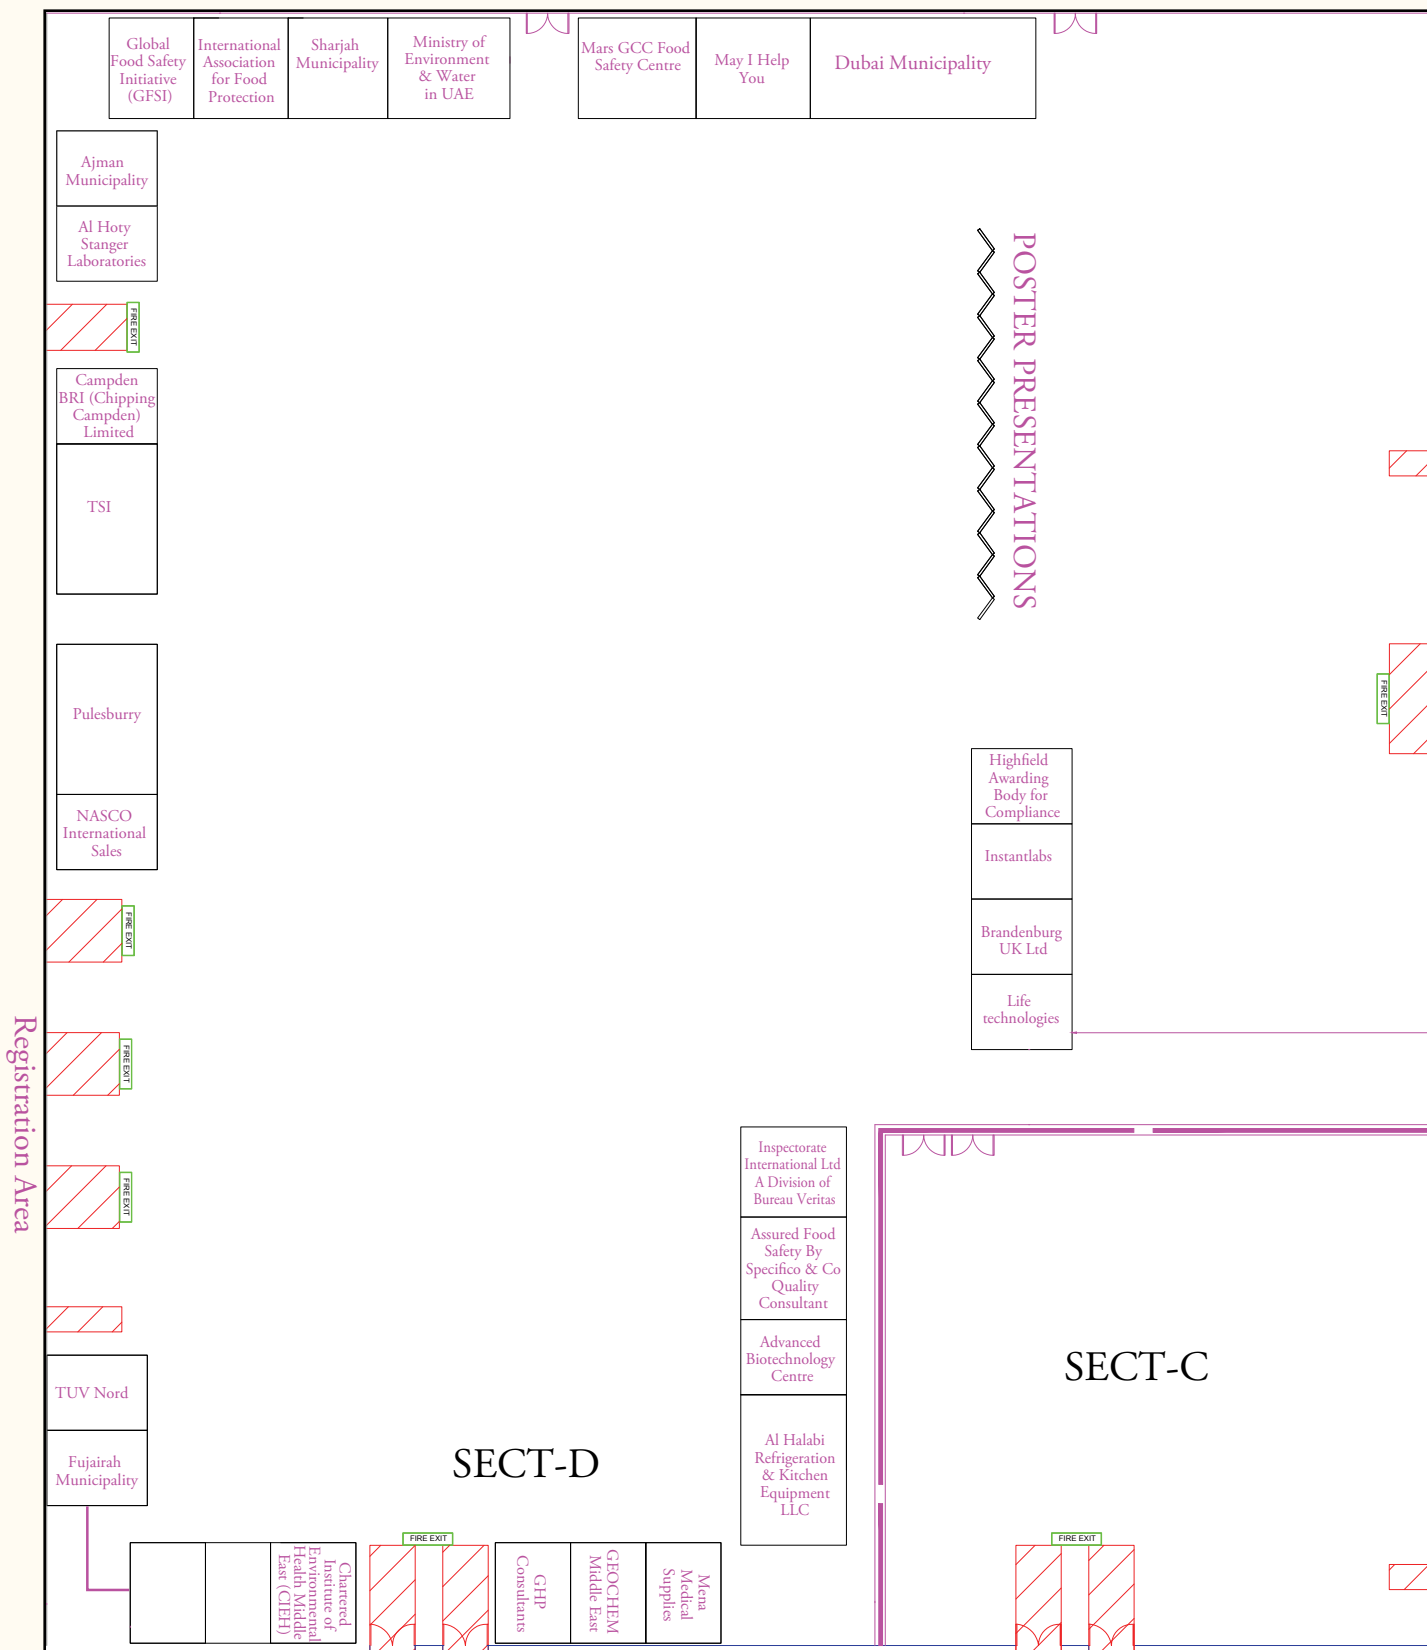 Global
Food Safety
Initiative
(GFSI)
International
Association
for Food
Protection
Sharjah
Municipality
Ministry of
Environment
& Water
in UAE
Mars GCC Food
Safety Centre
May I Help
You
Dubai Municipality
Ajman
Municipality
Al Hoty
Stanger
Laboratories
FIRE EXIT
Campden
BRI (Chipping
Campden)
Limited
TSI
POSTER PRESENTATIONS
Pulesburry
NASCO
International
Sales
FIRE EXIT
Highfield
Awarding
Body for
Compliance
Instantlabs
Brandenburg
UK Ltd
Life
technologies
FIRE EXIT
FIRE EXIT
FIRE EXIT
Registration Area
Inspectorate
International Ltd
A Division of
Bureau Veritas
Assured Food
Safety By
Specifico & Co
Quality
Consultant
Advanced
Biotechnology
Centre
Al Halabi
Refrigeration
& Kitchen
Equipment
LLC
SECT-C
SECT-D
TUV Nord
Fujairah
Municipality
Chartered
Institute of
Environmental
Health Middle
East (CIEH)
FIRE EXIT
GHP
Consultants
GEOCHEM
Middle East
Mena
Medical
Supplies
FIRE EXIT